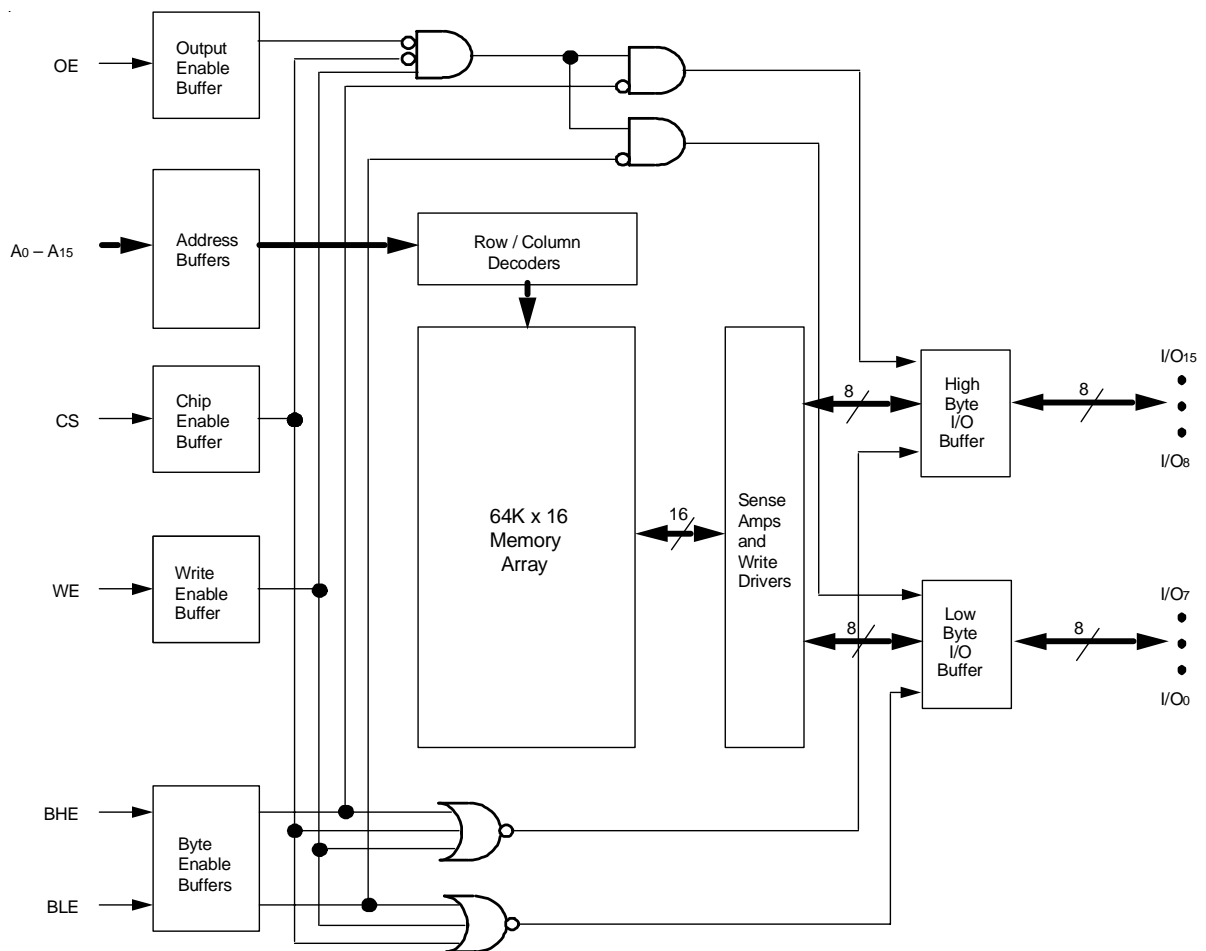 OE
Output
Enable
Buffer
A0 – A15
Address
Buffers
Row / Column
Decoders
CS
Chip
Enable
Buffer
WE
Write
Enable
Buffer
64K x 16
Memory
Array
16
Sense
Amps
and
Write
Drivers
8
High
Byte
I/O
Buffer
8
I/O15
I/O8
8
Low
Byte
I/O
Buffer
8
I/O7
I/O0
BHE
BLE
Byte
Enable
Buffers